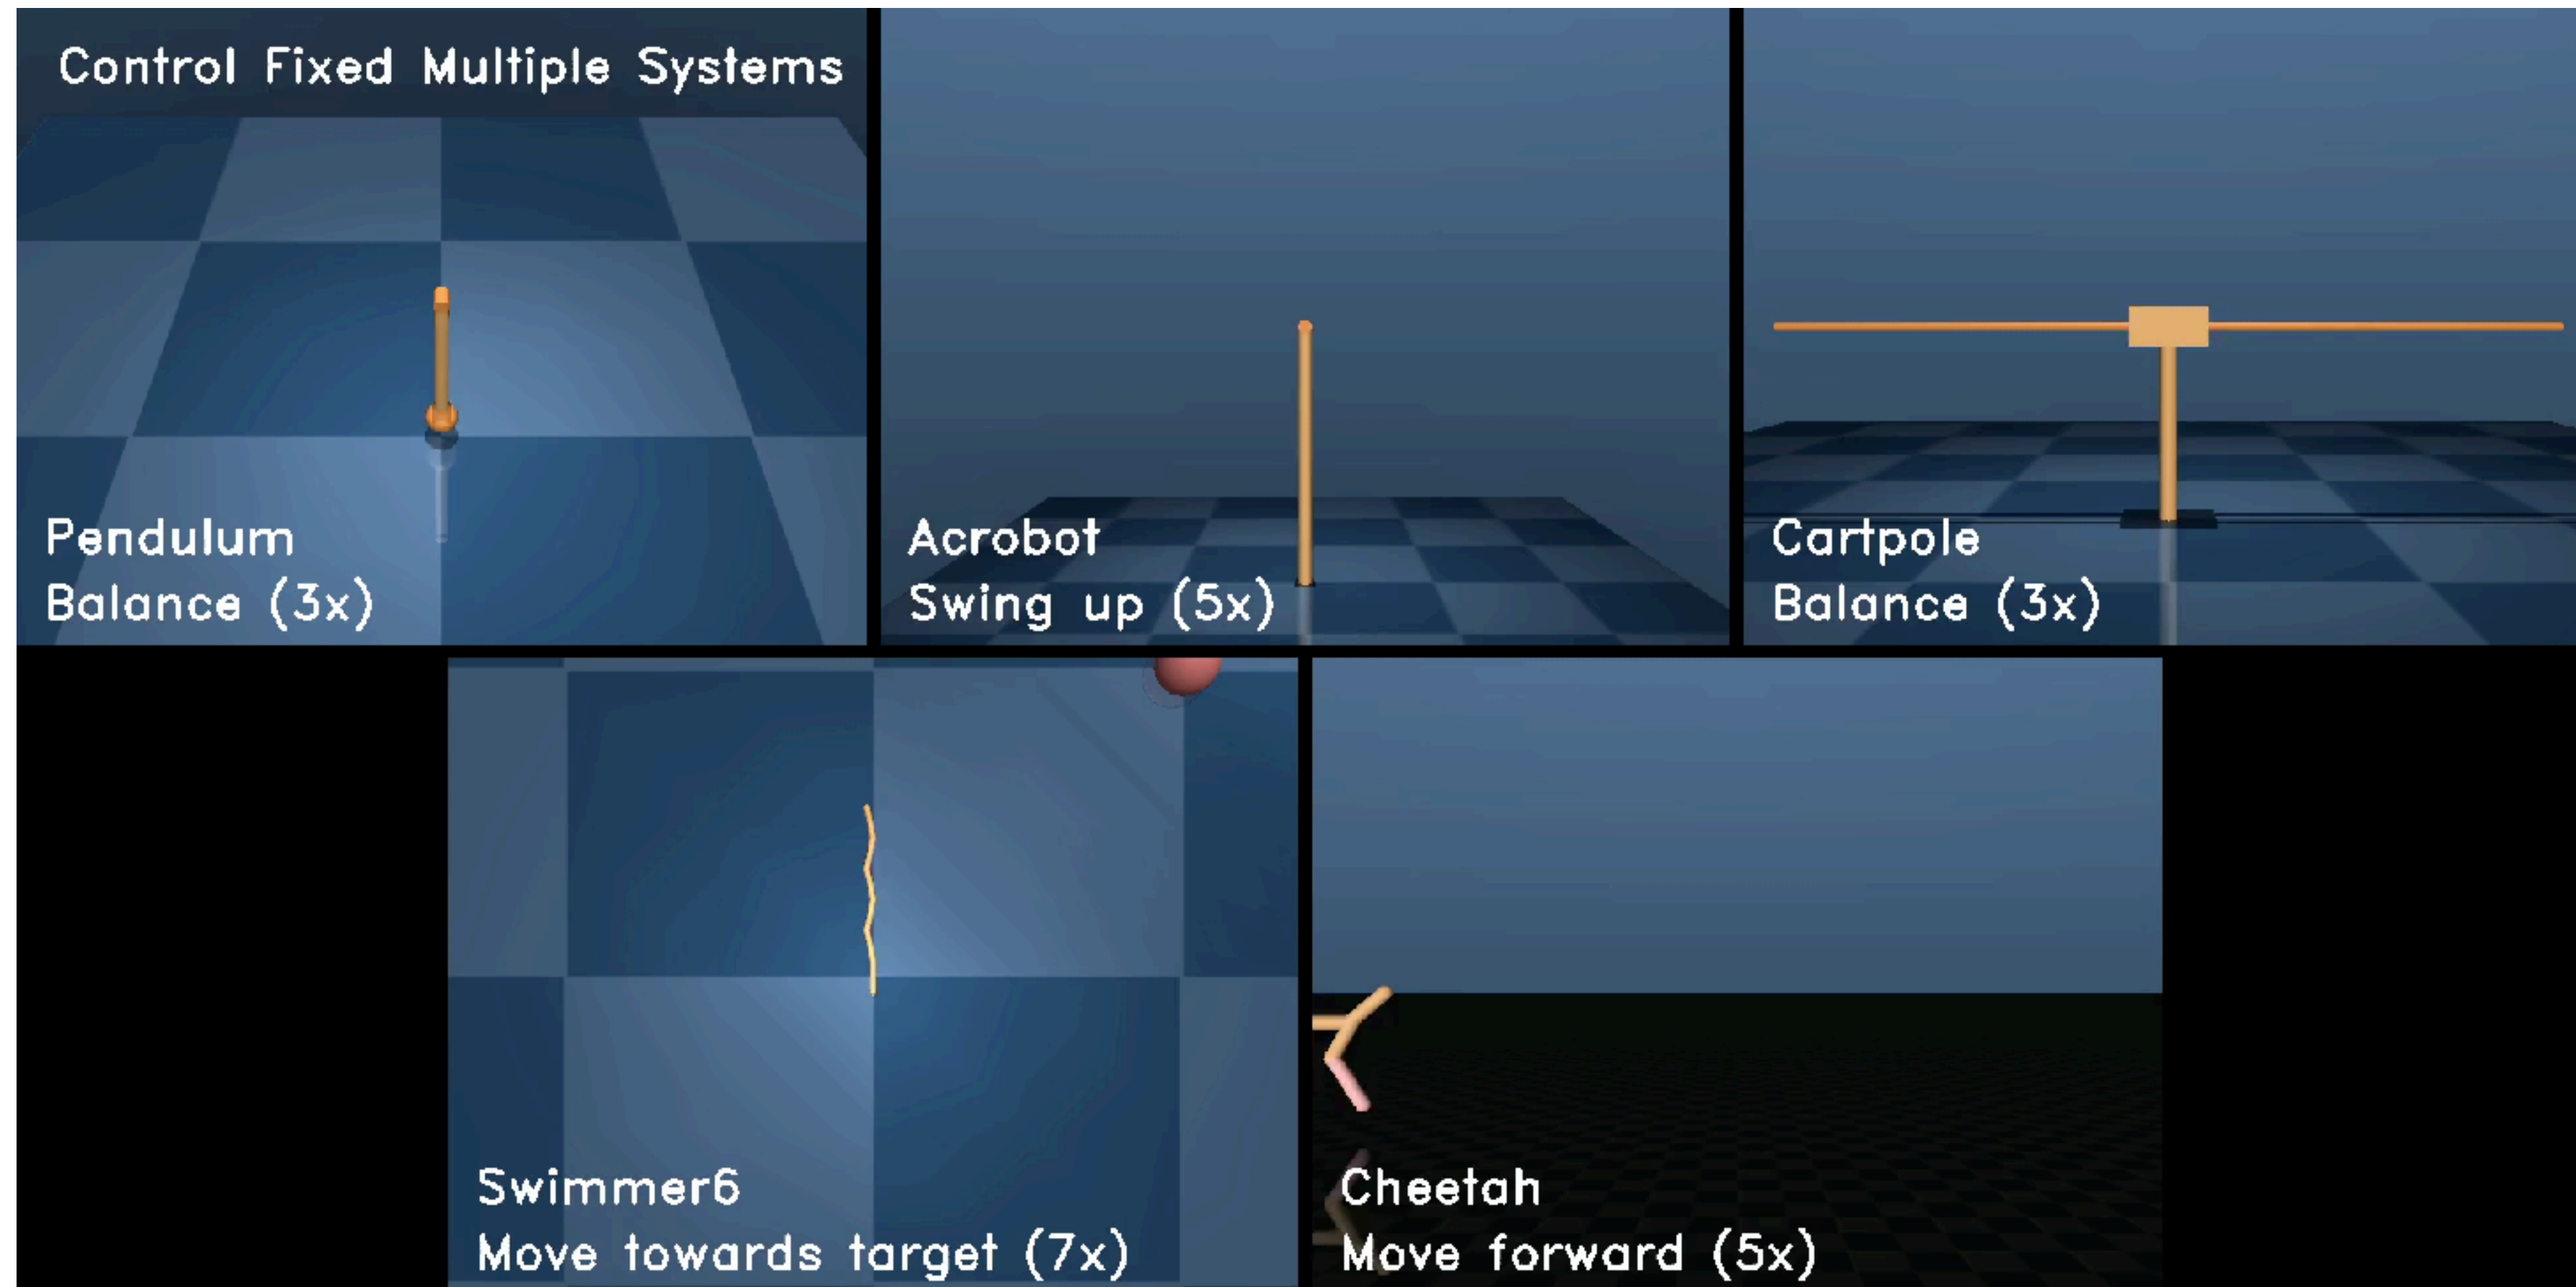 Control Fixed Multiple Systems
Pendulum
Balance (3x)
Acrobot
Swing up (5x)
Cartpole
Balance (3x)
Swimmer6
Move towards target (7x)
Cheetah
Move forward (5x)